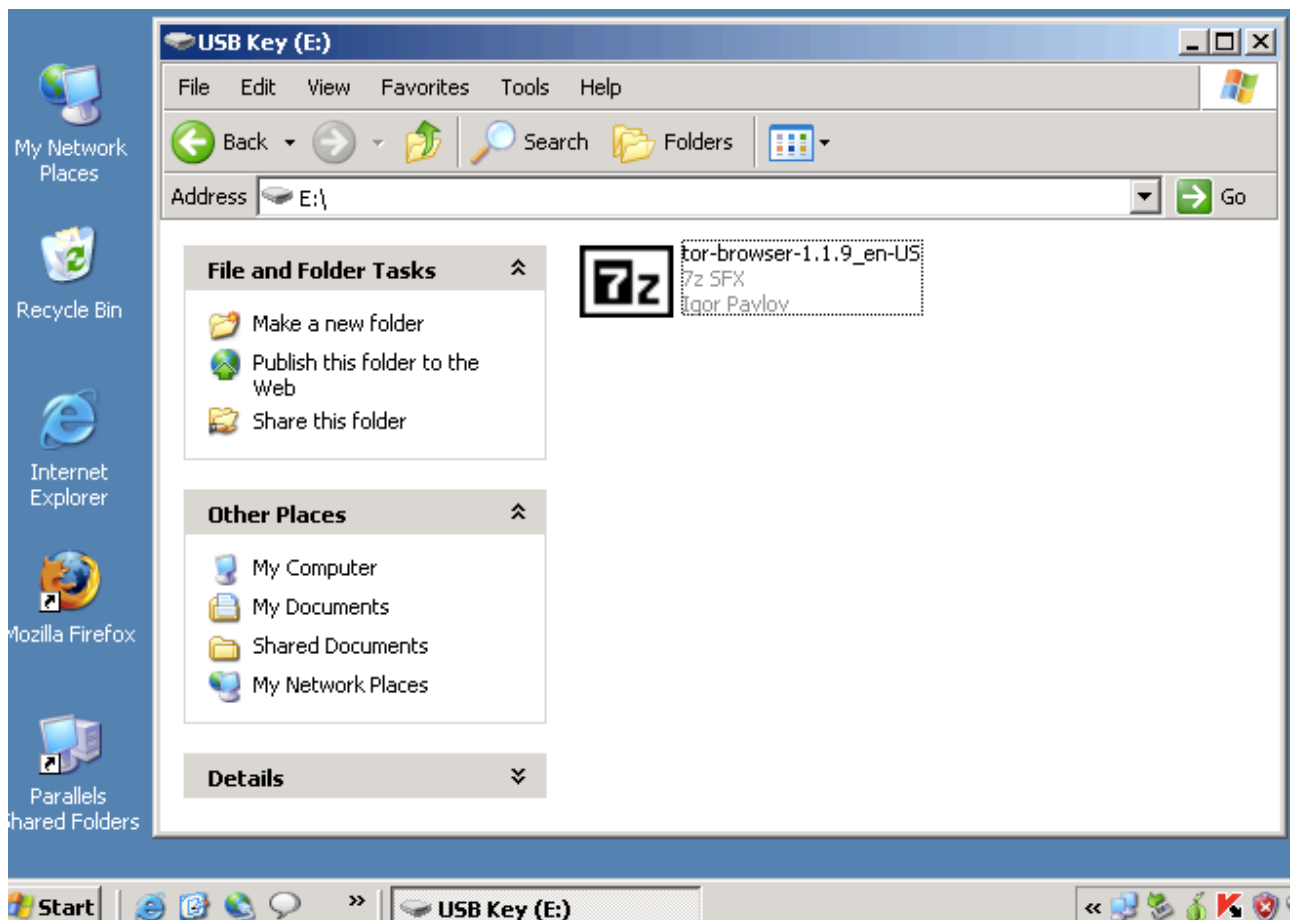 USB Key (E:)
File Edit View Favorites Tools Help
Back Search Folders
Address E:\ Go
My Network
Places
Recycle Bin
Internet
Explorer
Mozilla Firefox
Parallels
Shared Folders
File and Folder Tasks
Make a new folder
Publish this folder to the
Web
Share this folder
Other Places
My Computer
My Documents
Shared Documents
My Network Places
Details
7z
tor-browser-1.1.9_en-US
7z SFX
Igor Pavlov
Start « USB Key (E:)